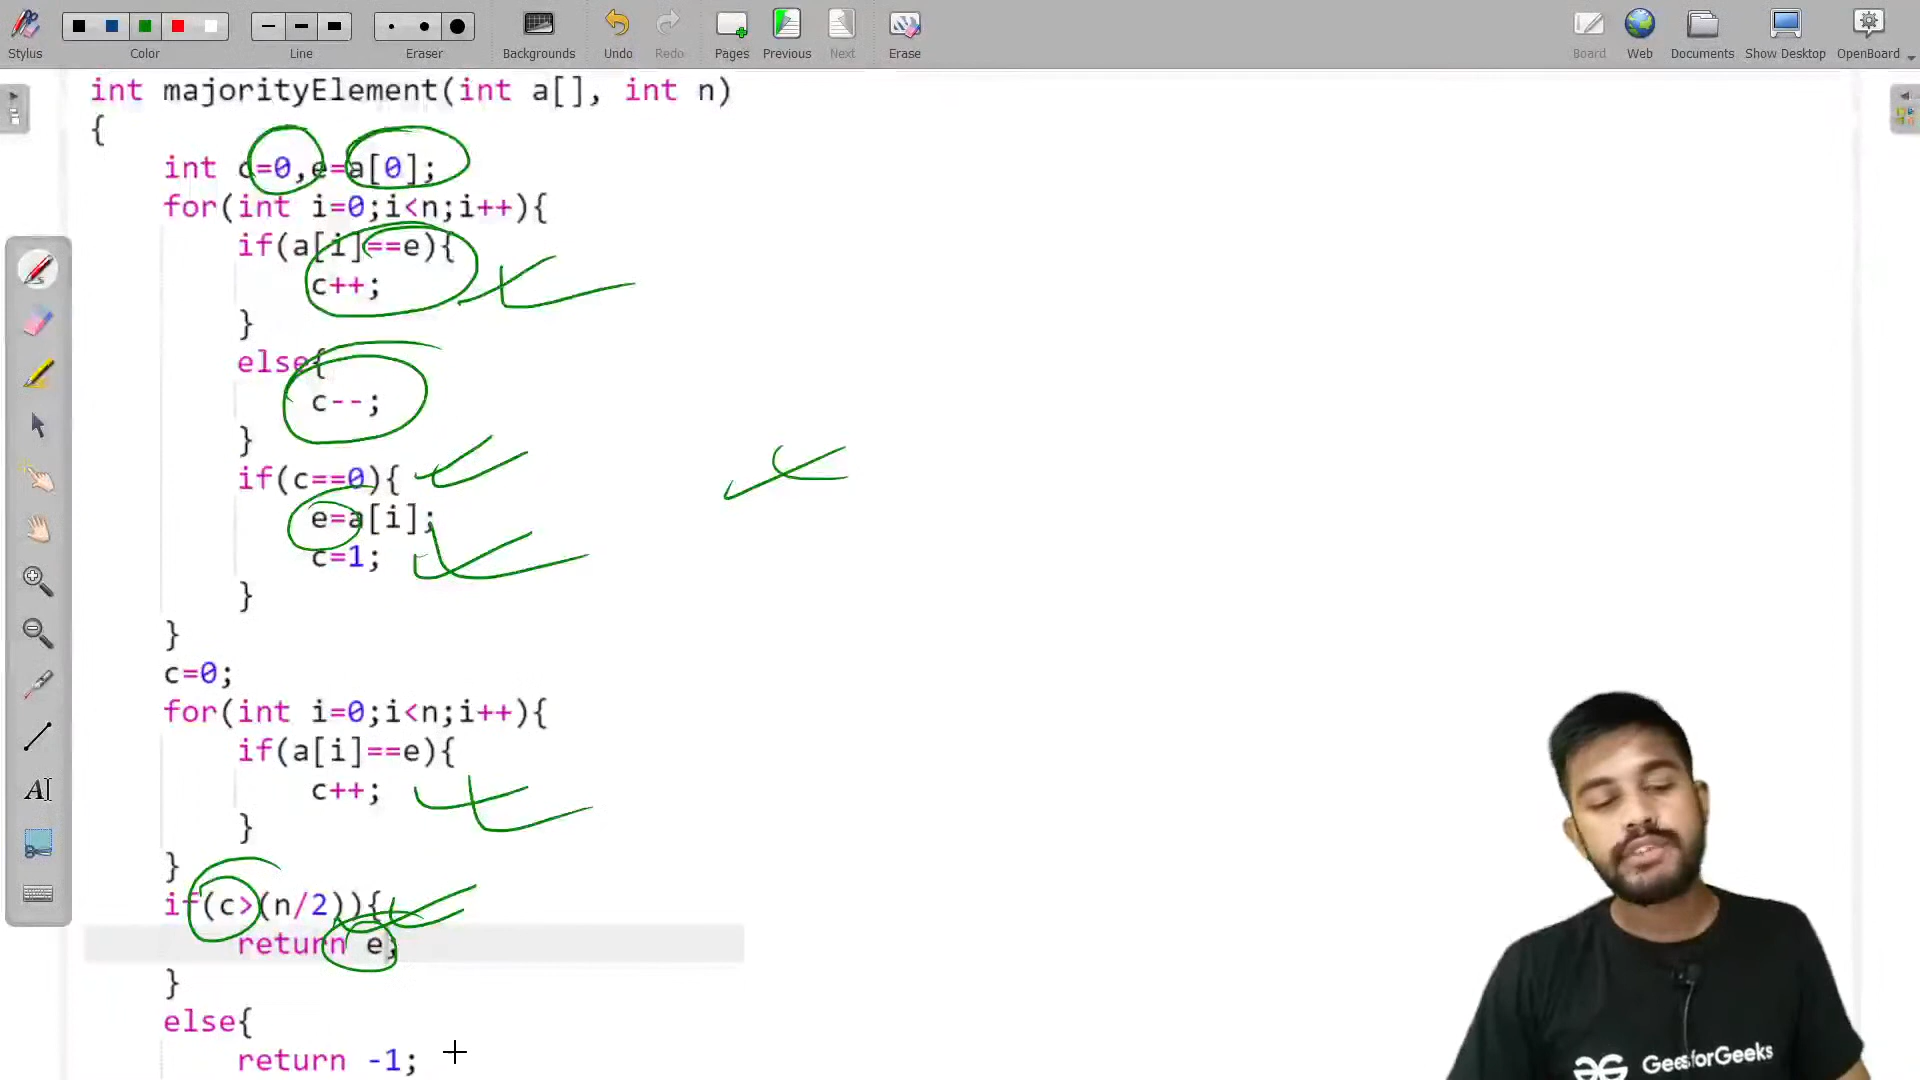 Stylus
Color
Line
Eraser
Backgrounds
Undo
Redo
Pages
Previous
Next
Erase
Board
Web
Documents
Show Desktop
OpenBoard
int majorityElement(int a[], int n)
{
int c=0,e=a[0];
for(int i=0;i<n;i++){
if(a[i]==e){
c++;
}
else{
c--;
}
if(c==0){
e=a[i];
c=1;
}
}
c=0;
for(int i=0;i<n;i++){
if(a[i]==e){
c++;
}
}
if(c>(n/2)){
return e;
}
else{
return -1;
GeeksforGeeks